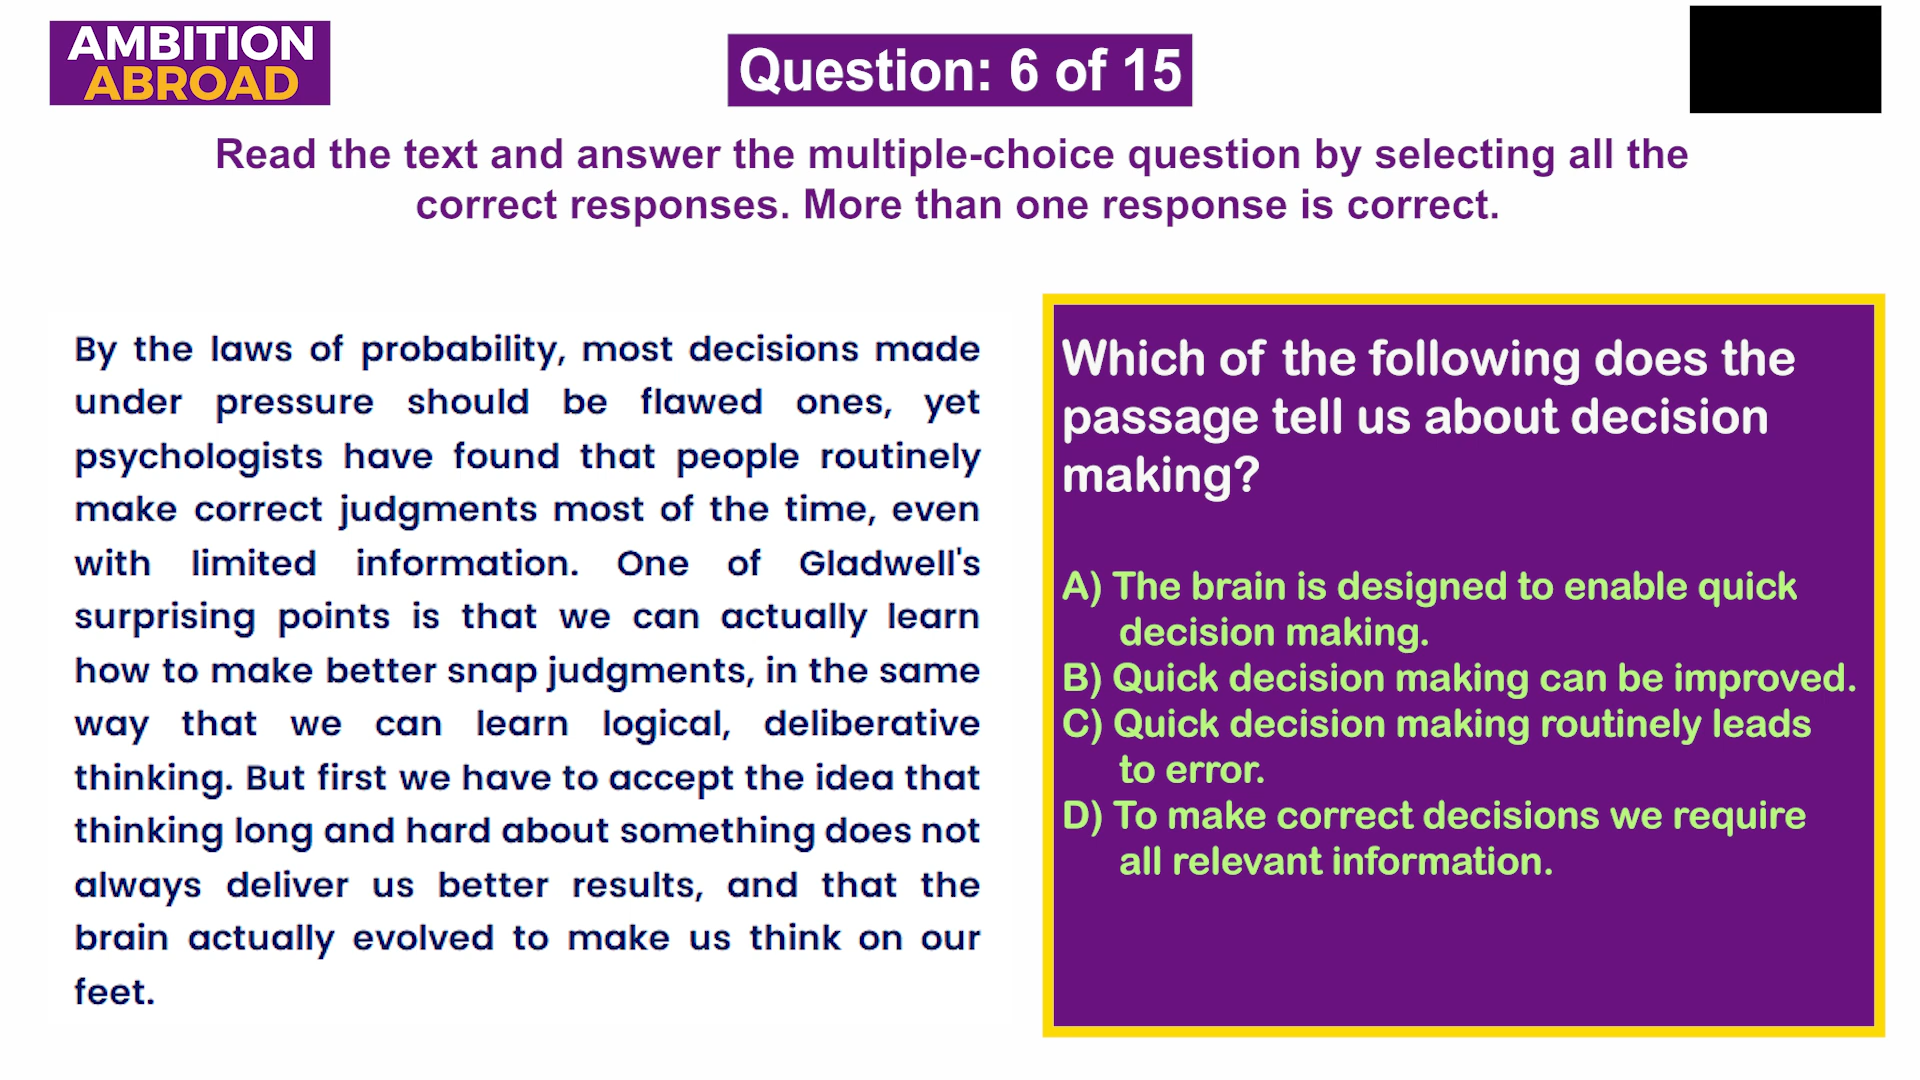 AMBITION
ABROAD
Question: 6 of 15
Read the text and answer the multiple-choice question by selecting all the
correct responses. More than one response is correct.
By the laws of probability, most decisions made
under pressure should be flawed ones, yet
psychologists have found that people routinely
make correct judgments most of the time, even
with limited information. One of Gladwell's
surprising points is that we can actually learn
how to make better snap judgments, in the same
way that we can learn logical, deliberative
thinking. But first we have to accept the idea that
thinking long and hard about something does not
always deliver us better results, and that the
brain actually evolved to make us think on our
feet.
Which of the following does the
passage tell us about decision
making?
A) The brain is designed to enable quick
decision making.
B) Quick decision making can be improved.
C) Quick decision making routinely leads
to error.
D) To make correct decisions we require
all relevant information.